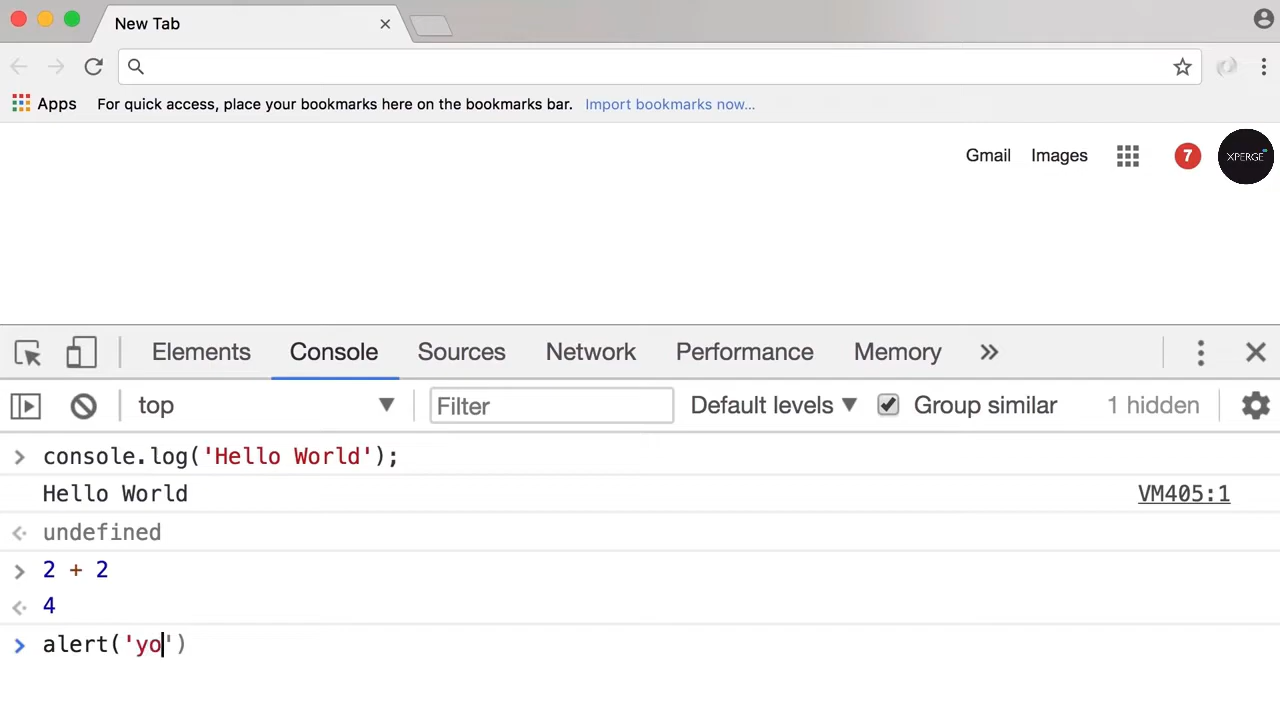 New Tab
Apps For quick access, place your bookmarks here on the bookmarks bar. Import bookmarks now...
Gmail Images 7 XPERGE
Elements Console Sources Network Performance Memory »
top ▼ Filter Default levels ▼ Group similar 1 hidden
> console.log('Hello World');
Hello World VM405:1
undefined
> 2 + 2
4
> alert('yo')